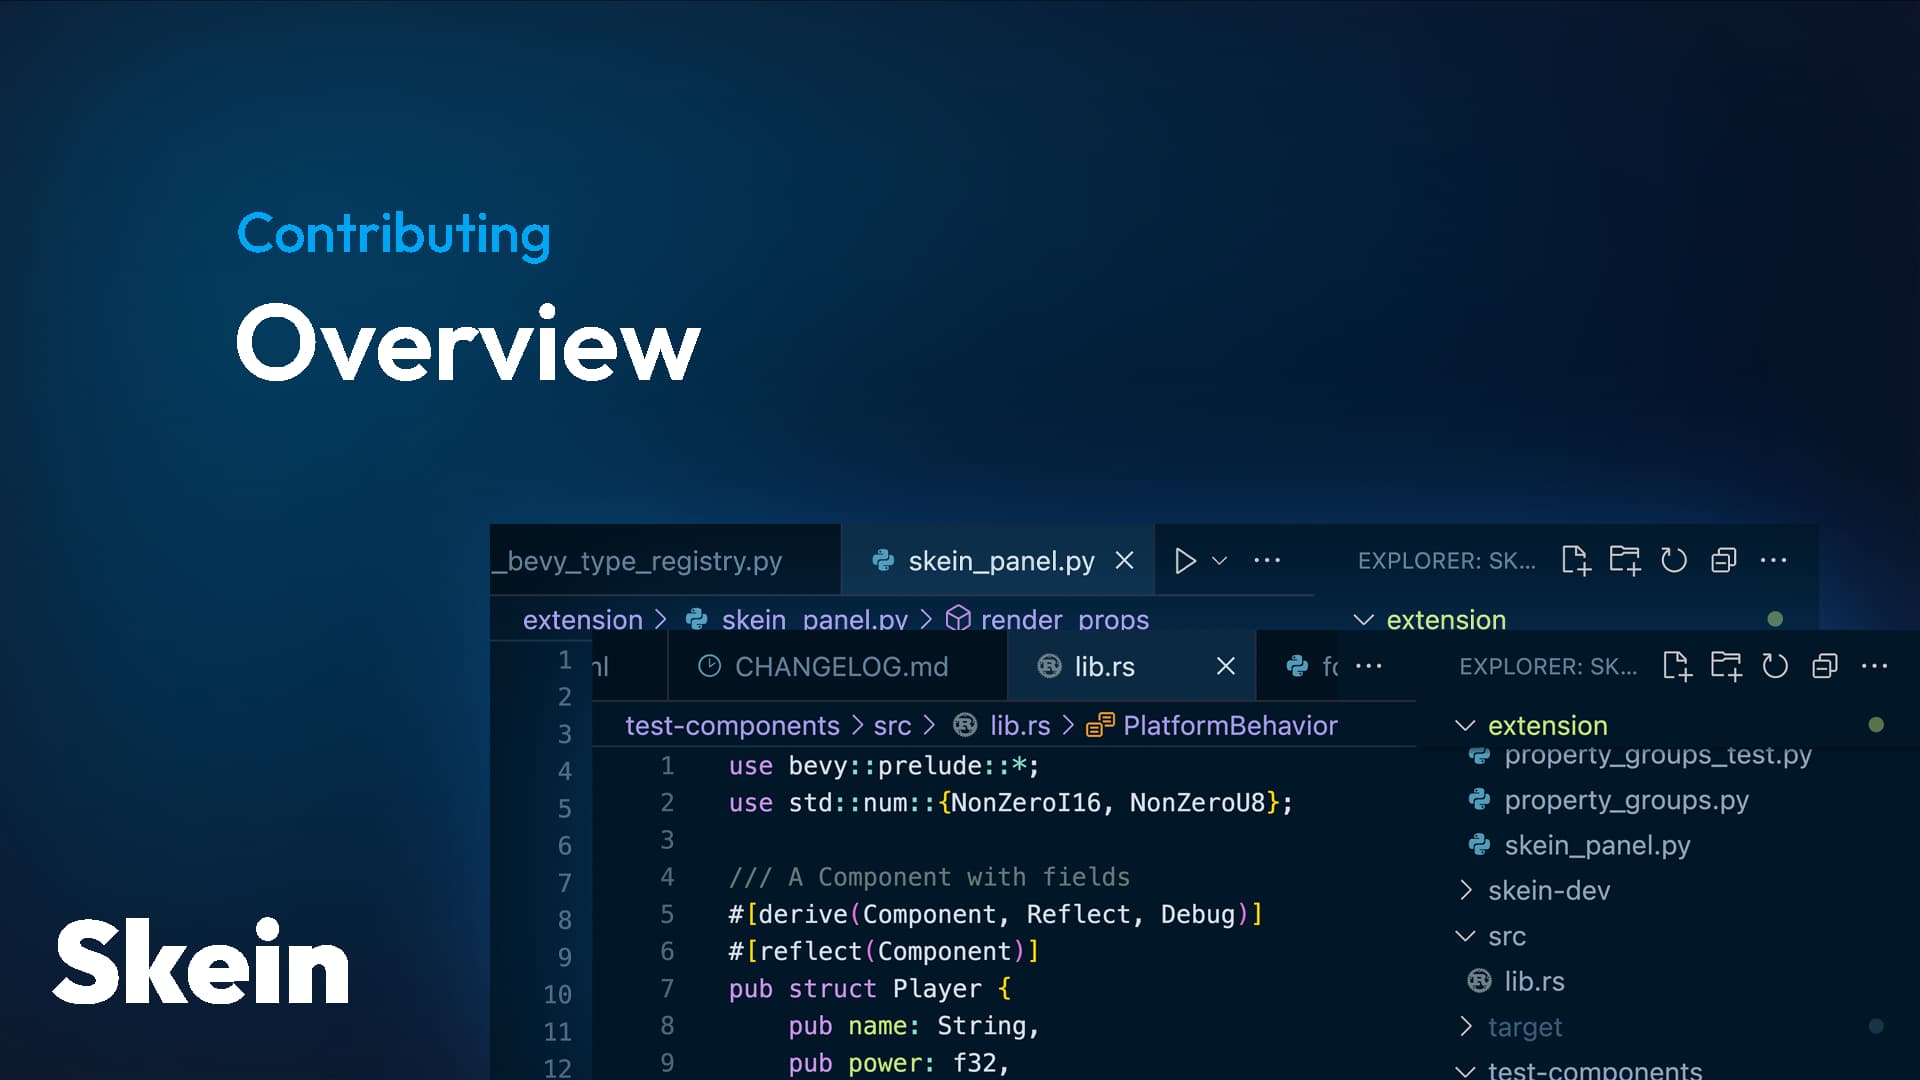 Contributing
Overview
_bevy_type_registry.py
skein_panel.py
EXPLORER: SK...
extension > skein_panel.py > render_props
extension
1
2
3
4
5
6
7
8
9
10
11
12
CHANGELOG.md
lib.rs
EXPLORER: SK...
test-components > src > lib.rs > PlatformBehavior
1 use bevy::prelude::*;
2 use std::num::{NonZeroI16, NonZeroU8};
3
4 /// A Component with fields
5 #[derive(Component, Reflect, Debug)]
6 #[reflect(Component)]
7 pub struct Player {
8 pub name: String,
9 pub power: f32,
extension
property_groups_test.py
property_groups.py
skein_panel.py
skein-dev
src
lib.rs
target
test-components
Skein